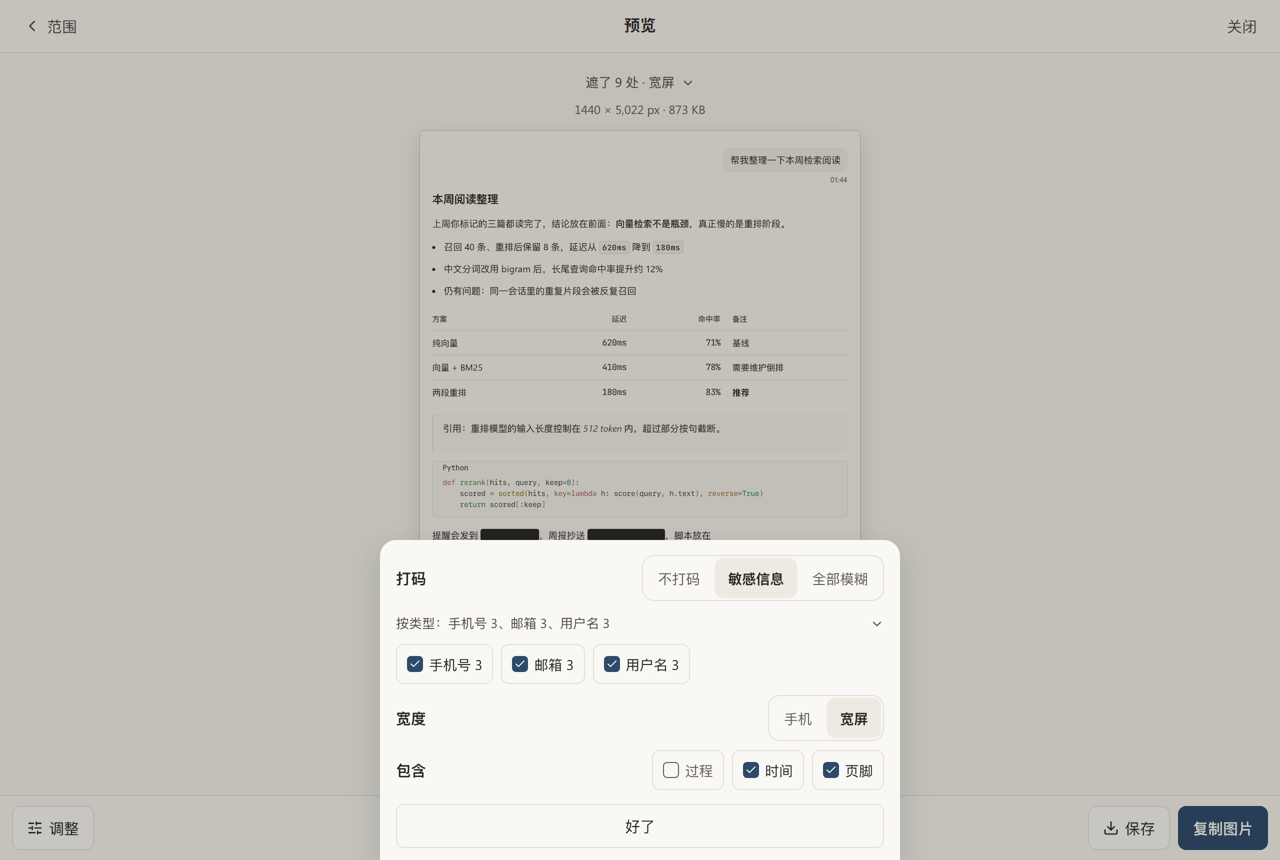 范围
预览
关闭
遮了 9 处 · 宽屏
1440 × 5,022 px · 873 KB
帮我整理一下本周检索阅读
01:44
本周阅读整理
上周你标记的三篇都读完了，结论放在前面：向量检索不是瓶颈，真正慢的是重排阶段。
• 召回 40 条、重排后保留 8 条，延迟从 620ms 降到 180ms
• 中文分词改用 bigram 后，长尾查询命中率提升约 12%
• 仍有问题：同一会话里的重复片段会被反复召回
方案 延迟 命中率 备注
纯向量 620ms 71% 基线
向量 + BM25 410ms 78% 需要维护倒排
两段重排 180ms 83% 推荐
引用：重排模型的输入长度控制在 512 token 内，超过部分按句截断。
Python
def rerank(hits, query, keep=8):
    scored = sorted(hits, key=lambda h: score(query, h.text), reverse=True)
    return scored[:keep]
提醒会发到 ，周报抄送 ，脚本放在
打码 不打码 敏感信息 全部模糊
按类型：手机号 3、邮箱 3、用户名 3
手机号 3 邮箱 3 用户名 3
宽度 手机 宽屏
包含 过程 时间 页脚
调整 好了 保存 复制图片